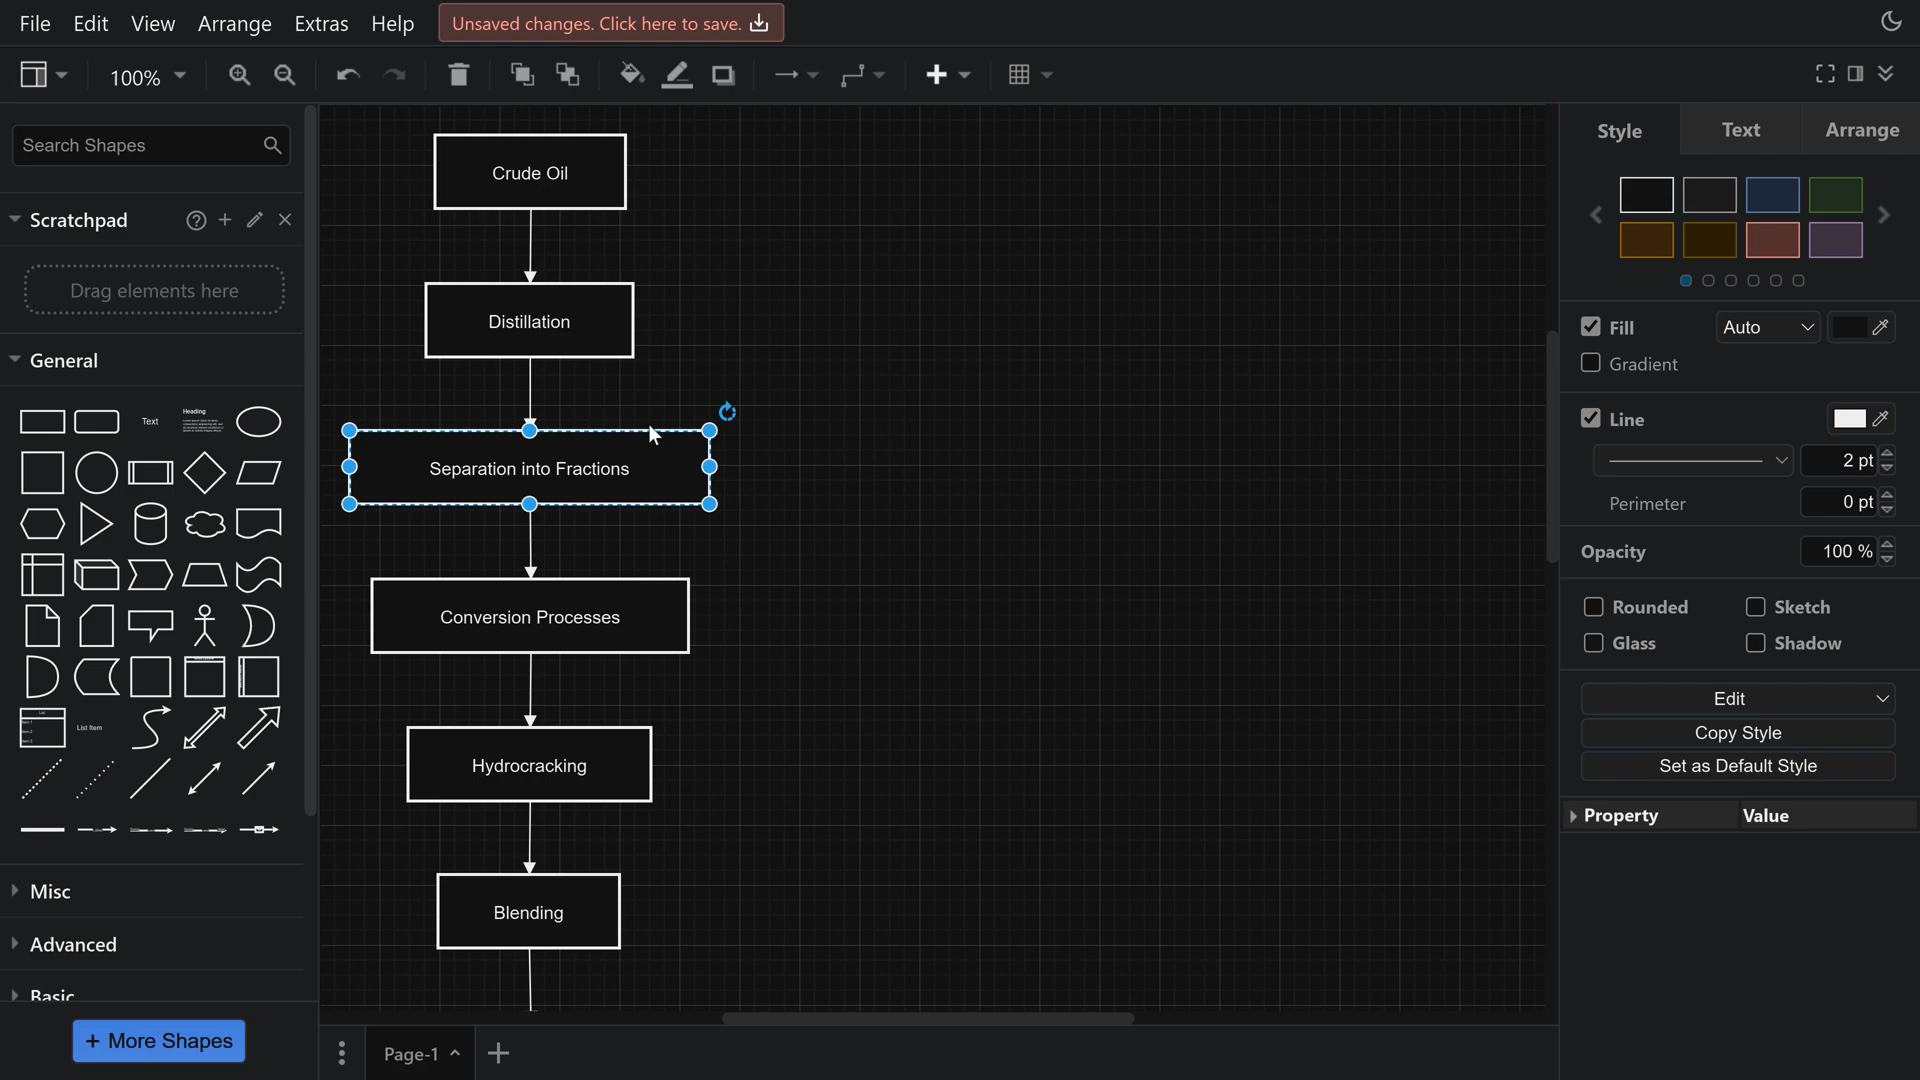 File Edit View Arrange Extras Help Unsaved changes. Click here to save.
100%
Search Shapes
Scratchpad
Drag elements here
General
Text
Heading
List Item
Misc
Advanced
Basic
+ More Shapes
Crude Oil
Distillation
Separation into Fractions
Conversion Processes
Hydrocracking
Blending
Page-1
Style Text Arrange
Fill Auto
Gradient
Line
2 pt
Perimeter 0 pt
Opacity 100 %
Rounded Sketch
Glass Shadow
Edit
Copy Style
Set as Default Style
Property Value